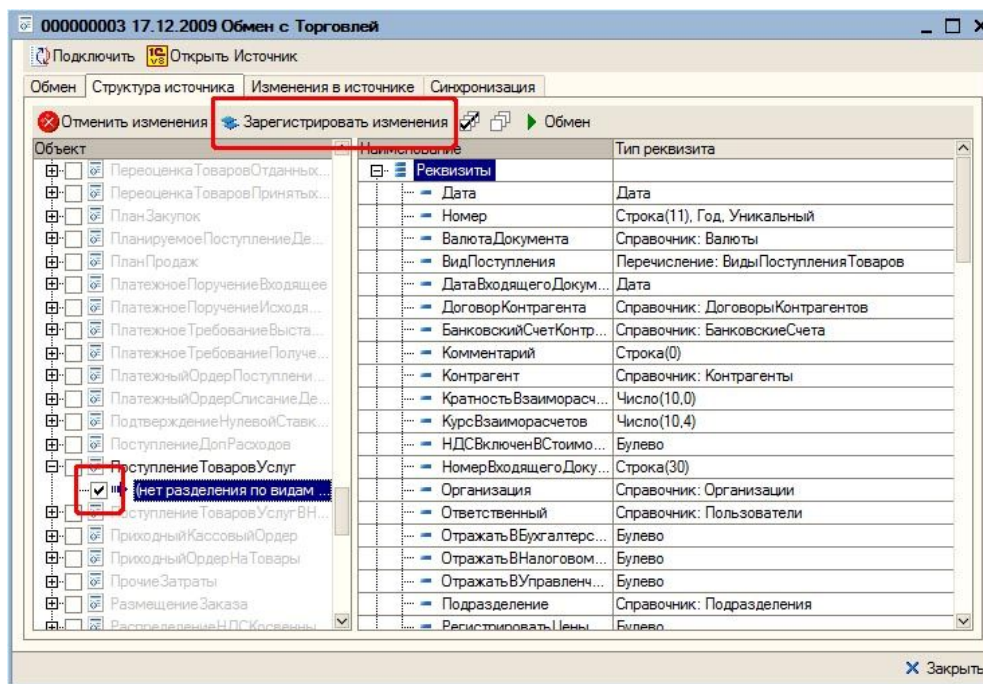 000000003 17.12.2009 Обмен с Торговлей
Подключить Открыть Источник
Обмен Структура источника Изменения в источнике Синхронизация
Отменить изменения Зарегистрировать изменения Обмен
Объект
ПереоценкаТоваровОтданных...
ПереоценкаТоваровПринятых...
ПланЗакупок
ПланируемоеПоступлениеДе...
ПланПродаж
ПлатежноеПоручениеВходящее
ПлатежноеПоручениеИсходя...
ПлатежноеТребованиеВыста...
ПлатежноеТребованиеПолуче...
ПлатежныйОрдерПоступлени...
ПлатежныйОрдерСписаниеДе...
ПодтверждениеНулевойСтавк...
ПоступлениеДопРасходов
ПоступлениеТоваровУслуг
(нет разделения по видам ...
ПоступлениеТоваровУслугВН...
ПриходныйКассовыйОрдер
ПриходныйОрдерНаТовары
ПрочиеЗатраты
РазмещениеЗаказа
РаспределениеНДСКосвенны...
Наименование Тип реквизита
Реквизиты
Дата Дата
Номер Строка(11), Год, Уникальный
ВалютаДокумента Справочник: Валюты
ВидПоступления Перечисление: ВидыПоступленияТоваров
ДатаВходящегоДокум... Дата
ДоговорКонтрагента Справочник: ДоговорыКонтрагентов
БанковскийСчетКонтр... Справочник: БанковскиеСчета
Комментарий Строка(0)
Контрагент Справочник: Контрагенты
КратностьВзаиморасч... Число(10,0)
КурсВзаиморасчетов Число(10,4)
НДСВключенВСтоимо... Булево
НомерВходящегоДоку... Строка(30)
Организация Справочник: Организации
Ответственный Справочник: Пользователи
ОтражатьВБухгалтерс... Булево
ОтражатьВНалоговом... Булево
ОтражатьВУправленч... Булево
Подразделение Справочник: Подразделения
РегистрироватьЦены Булево
Закрыть